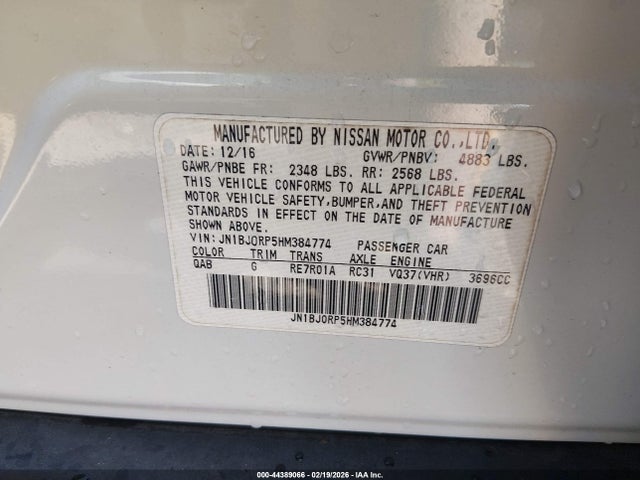 MANUFACTURED BY NISSAN MOTOR CO.,LTD.
DATE: 12/16 GVWR/PNBV: 4883 LBS.
GAWR/PNBE FR: 2348 LBS. RR: 2568 LBS.
THIS VEHICLE CONFORMS TO ALL APPLICABLE FEDERAL
MOTOR VEHICLE SAFETY,BUMPER,AND THEFT PREVENTION
STANDARDS IN EFFECT ON THE DATE OF MANUFACTURE
SHOWN ABOVE.
VIN: JN1BJ0RP5HM384774 PASSENGER CAR
COLOR TRIM TRANS AXLE ENGINE
QAB G RE7R01A RC31 VQ37(VHR) 3696CC
JN1BJ0RP5HM384774
000-44389066 - 02/19/2026 - IAA Inc.